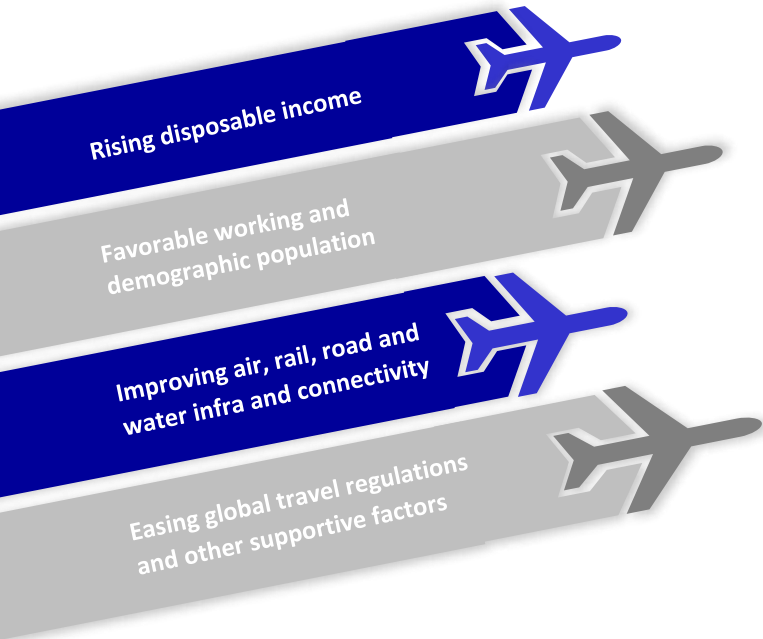 Rising disposable income
Favorable working and
demographic population
Improving air, rail, road and
water infra and connectivity
Easing global travel regulations
and other supportive factors